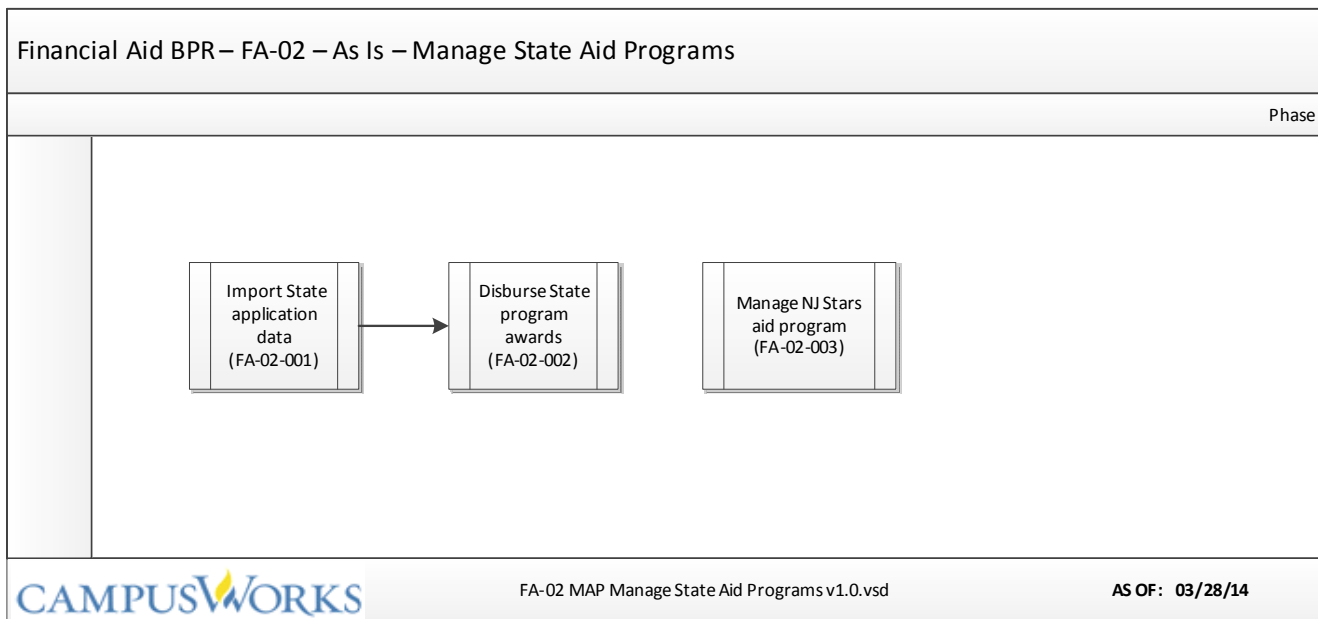 Financial Aid BPR – FA-02 – As Is – Manage State Aid Programs
Phase
Import State
application
data
(FA-02-001)
Disburse State
program
awards
(FA-02-002)
Manage NJ Stars
aid program
(FA-02-003)
CAMPUSWORKS
FA-02 MAP Manage State Aid Programs v1.0.vsd
AS OF: 03/28/14